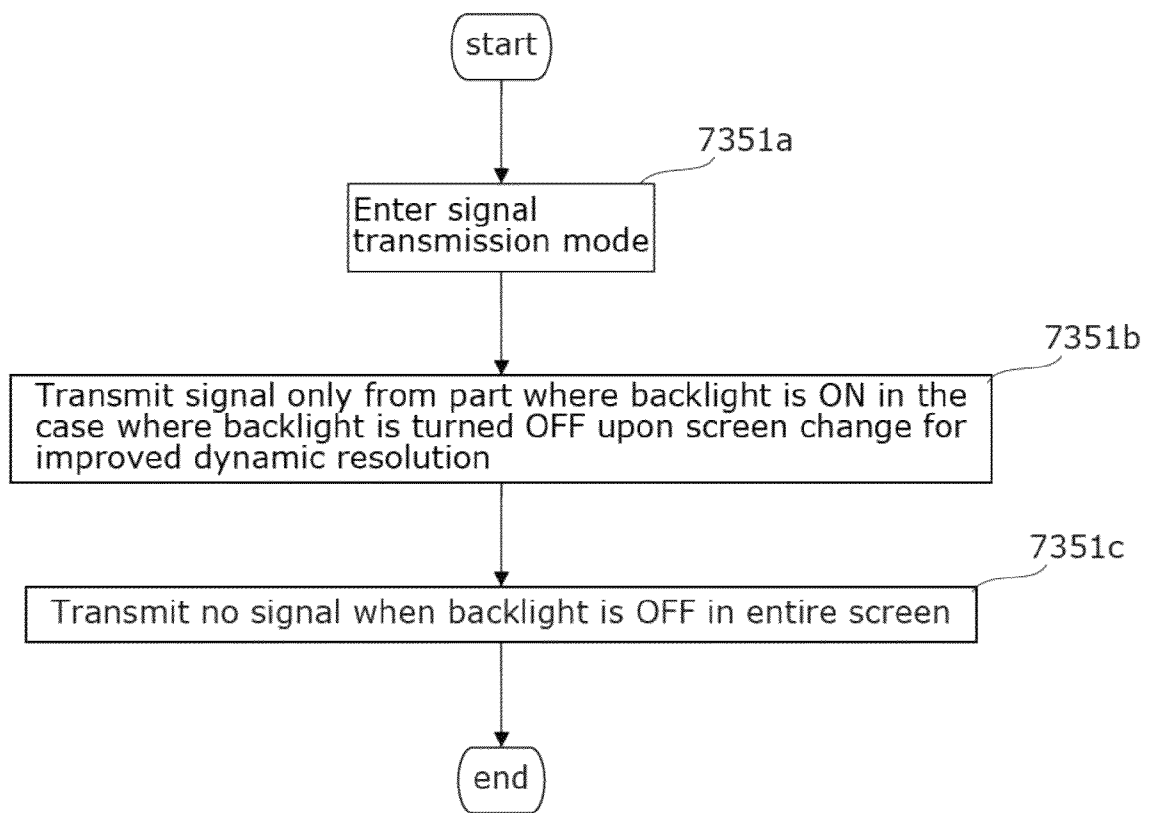 start
7351a
Enter signal
transmission mode
7351b
Transmit signal only from part where backlight is ON in the
case where backlight is turned OFF upon screen change for
improved dynamic resolution
7351c
Transmit no signal when backlight is OFF in entire screen
end